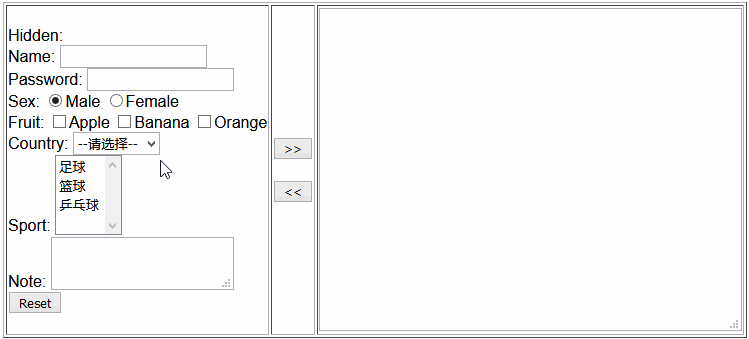 Hidden:
Name:
Password:
Sex: Male Female
Fruit: Apple Banana Orange
Country: --请选择--
足球
篮球
乒乓球
Sport:
Note:
Reset
>>
<<